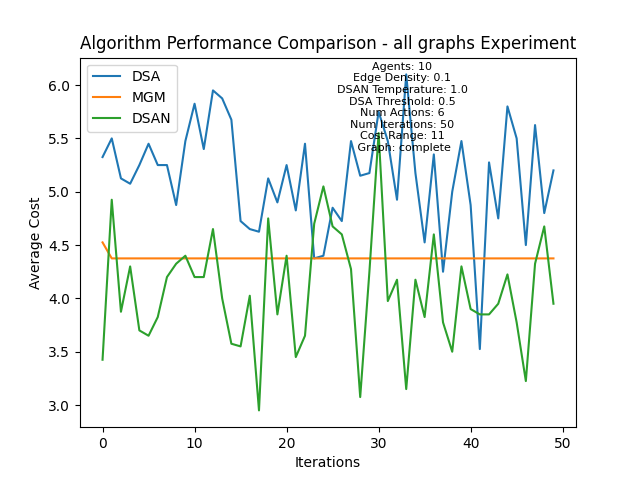 Algorithm Performance Comparison - all graphs Experiment
DSA
MGM
DSAN
Agents: 10
Edge Density: 0.1
DSAN Temperature: 1.0
DSA Threshold: 0.5
Num Actions: 6
Num Iterations: 50
Cost Range: 11
Graph: complete
Average Cost
6.0
5.5
5.0
4.5
4.0
3.5
3.0
0 10 20 30 40 50
Iterations